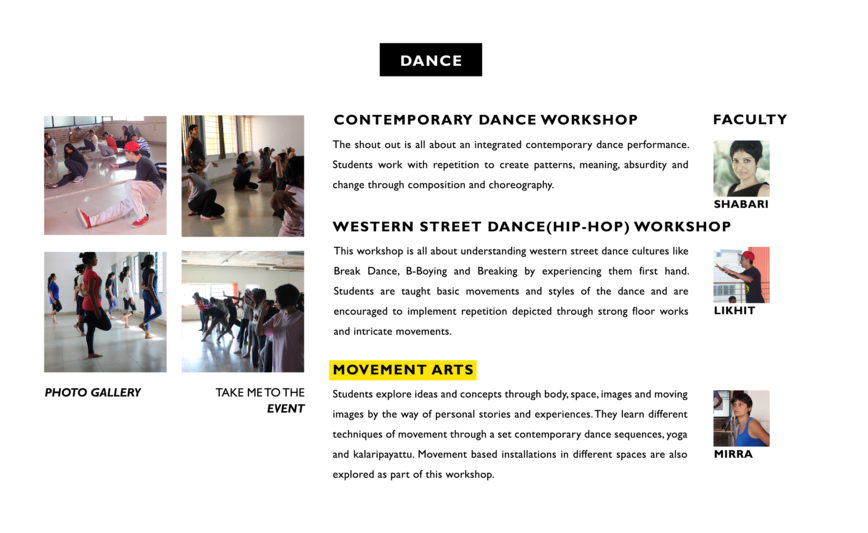 DANCE
CONTEMPORARY DANCE WORKSHOP
The shout out is all about an integrated contemporary dance performance.
Students work with repetition to create patterns, meaning, absurdity and
change through composition and choreography.
FACULTY
SHABARI
WESTERN STREET DANCE(HIP-HOP) WORKSHOP
This workshop is all about understanding western street dance cultures like
Break Dance, B-Boying and Breaking by experiencing them first hand.
Students are taught basic movements and styles of the dance and are
encouraged to implement repetition depicted through strong floor works
and intricate movements.
LIKHIT
MOVEMENT ARTS
Students explore ideas and concepts through body, space, images and moving
images by the way of personal stories and experiences. They learn different
techniques of movement through a set contemporary dance sequences, yoga
and kalaripayattu. Movement based installations in different spaces are also
explored as part of this workshop.
MIRRA
PHOTO GALLERY
TAKE ME TO THE
EVENT